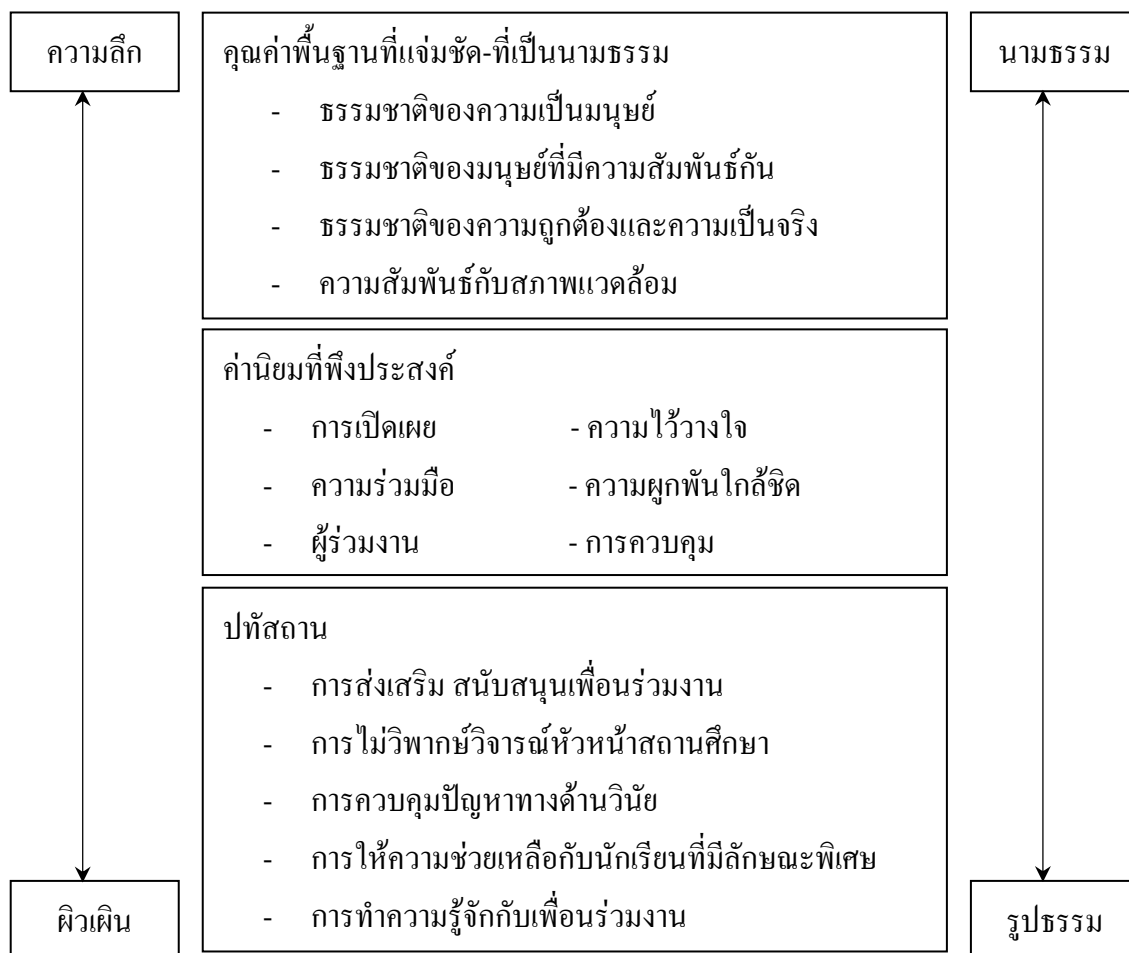 ความลึก
คุณค่าพื้นฐานที่แจ่มชัด-ที่เป็นนามธรรม
นามธรรม
- ธรรมชาติของความเป็นมนุษย์
- ธรรมชาติของมนุษย์ที่มีความสัมพันธ์กัน
- ธรรมชาติของความถูกต้องและความเป็นจริง
- ความสัมพันธ์กับสภาพแวดล้อม
ค่านิยมที่พึงประสงค์
- การเปิดเผย - ความไว้วางใจ
- ความร่วมมือ - ความผูกพันใกล้ชิด
- ผู้ร่วมงาน - การควบคุม
ปทัสถาน
- การส่งเสริม สนับสนุนเพื่อนร่วมงาน
- การไม่วิพากษ์วิจารณ์หัวหน้าสถานศึกษา
- การควบคุมปัญหาทางด้านวินัย
- การให้ความช่วยเหลือกับนักเรียนที่มีลักษณะพิเศษ
- การทำความรู้จักกับเพื่อนร่วมงาน
ผิวเผิน
รูปธรรม